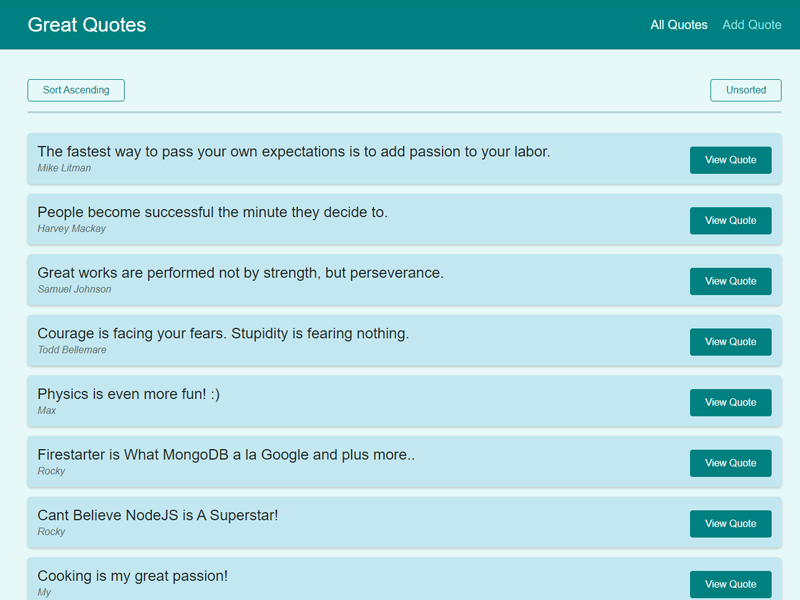 Great Quotes
All Quotes
Add Quote
Sort Ascending
Unsorted
The fastest way to pass your own expectations is to add passion to your labor.
Mike Litman
View Quote
People become successful the minute they decide to.
Harvey Mackay
View Quote
Great works are performed not by strength, but perseverance.
Samuel Johnson
View Quote
Courage is facing your fears. Stupidity is fearing nothing.
Todd Bellemare
View Quote
Physics is even more fun! :)
Max
View Quote
Firestarter is What MongoDB a la Google and plus more..
Rocky
View Quote
Cant Believe NodeJS is A Superstar!
Rocky
View Quote
Cooking is my great passion!
My
View Quote